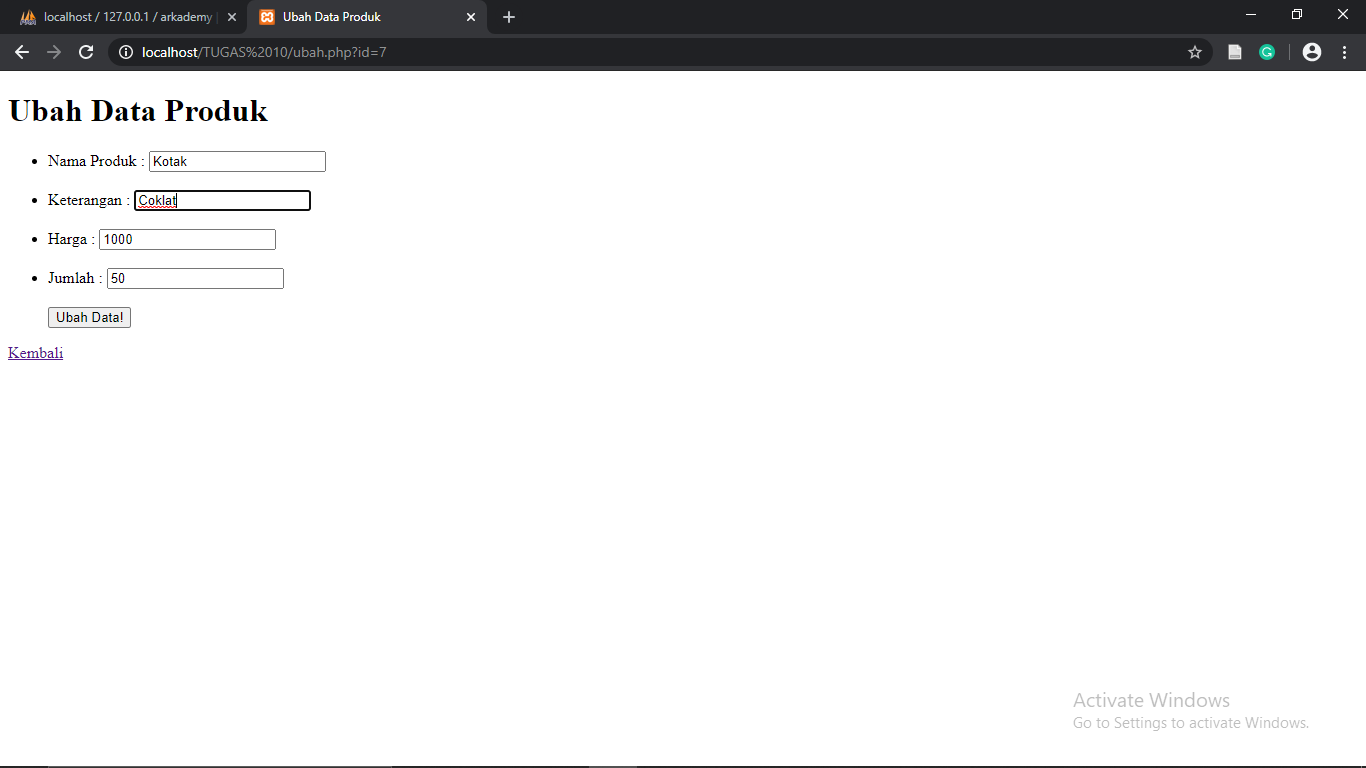 localhost / 127.0.0.1 / arkademy
Ubah Data Produk
localhost/TUGAS%2010/ubah.php?id=7
Ubah Data Produk
Nama Produk : Kotak
Keterangan : Coklat
Harga : 1000
Jumlah : 50
Ubah Data!
Kembali
Activate Windows
Go to Settings to activate Windows.